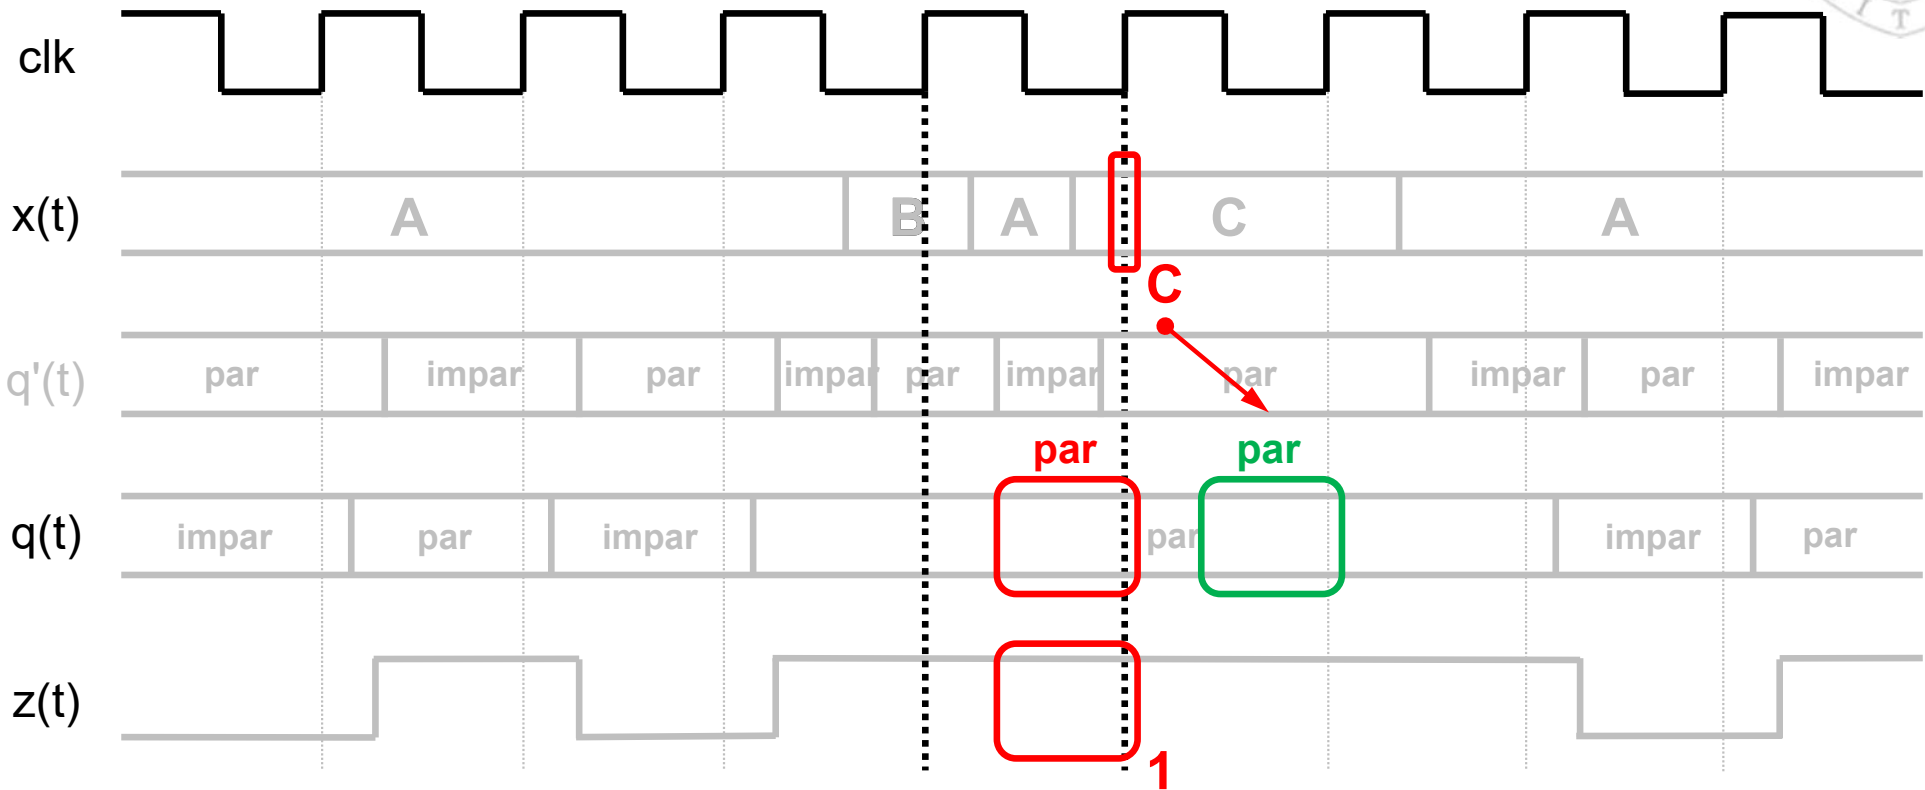 clk
x(t) A B A C A
C
q'(t) par impar par impar par impar par impar par impar
par par
q(t) impar par impar par impar par
z(t)
1
T